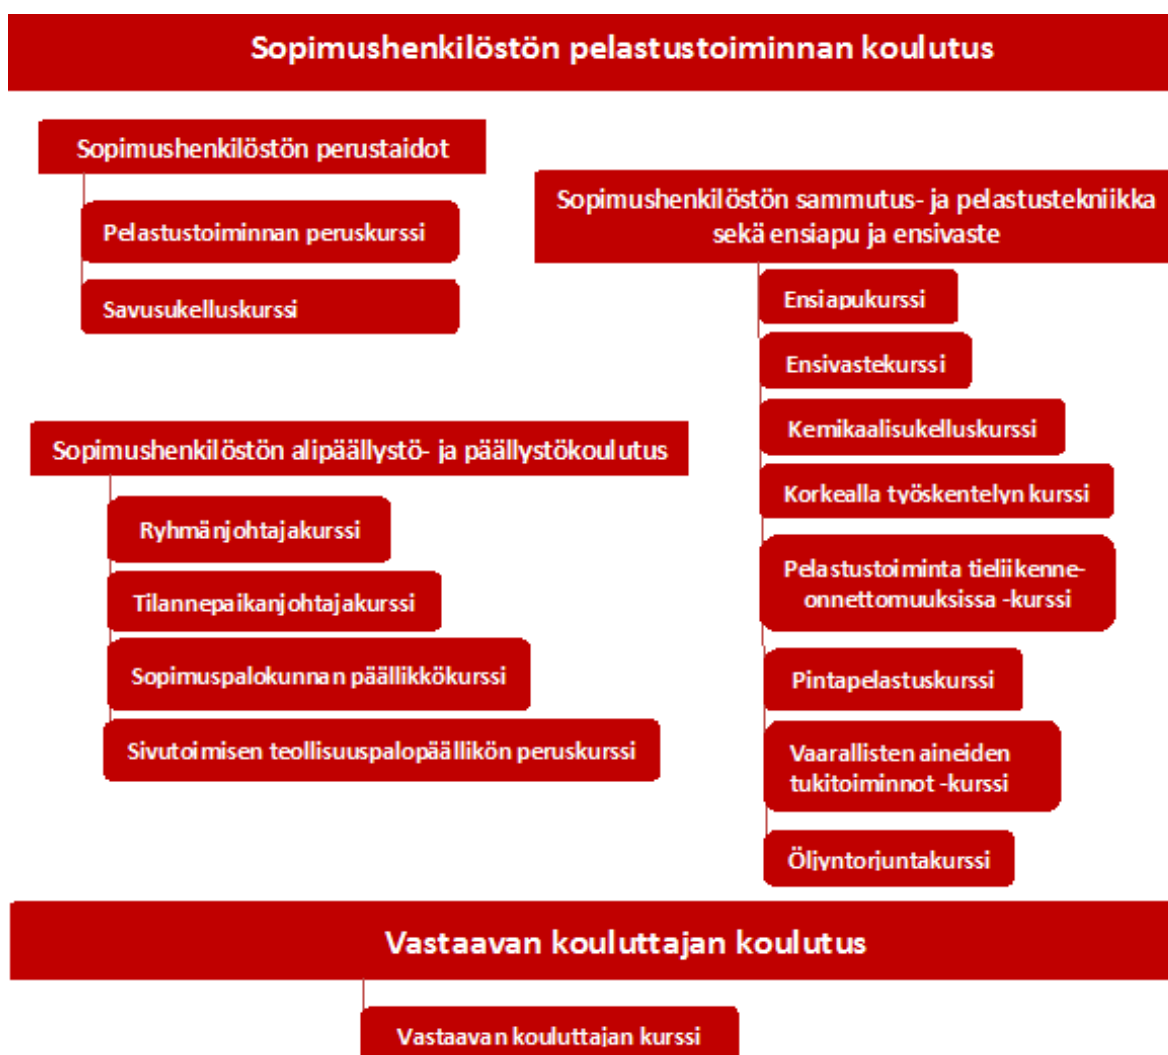 Sopimushenkilöstön pelastustoiminnan koulutus
Sopimushenkilöstön perustaidot
Pelastustoiminnan peruskurssi
Savusukelluskurssi
Sopimushenkilöstön alipäällystö- ja päällystökoulutus
Ryhmänjohtajakurssi
Tilannepaikanjohtajakurssi
Sopimuspalokunnan päällikkökurssi
Sivutoimisen teollisuuspalopäällikön peruskurssi
Sopimushenkilöstön sammutus- ja pelastustekniikka
sekä ensiapu ja ensivaste
Ensiapukurssi
Ensivastekurssi
Kemikaalisukelluskurssi
Korkealla työskentelyn kurssi
Pelastustoiminta tieliikenne-
onnettomuuksissa -kurssi
Pintapelastuskurssi
Vaarallisten aineiden
tukitoiminnot -kurssi
Öljyntorjuntakurssi
Vastaavan kouluttajan koulutus
Vastaavan kouluttajan kurssi